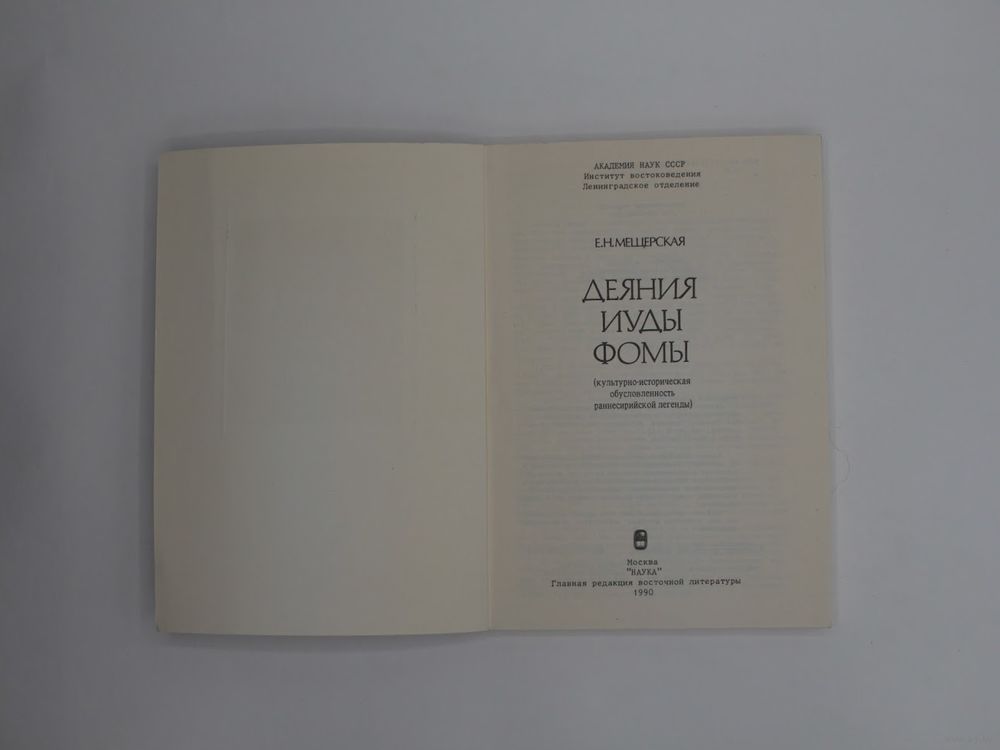 АКАДЕМИЯ НАУК СССР
Институт востоковедения
Ленинградское отделение
Е.Н.МЕЩЕРСКАЯ
ДЕЯНИЯ
ИУДЫ
ФОМЫ
(культурно-историческая
обусловленность
раннесирийской легенды)
Москва
"НАУКА"
Главная редакция восточной литературы
1990